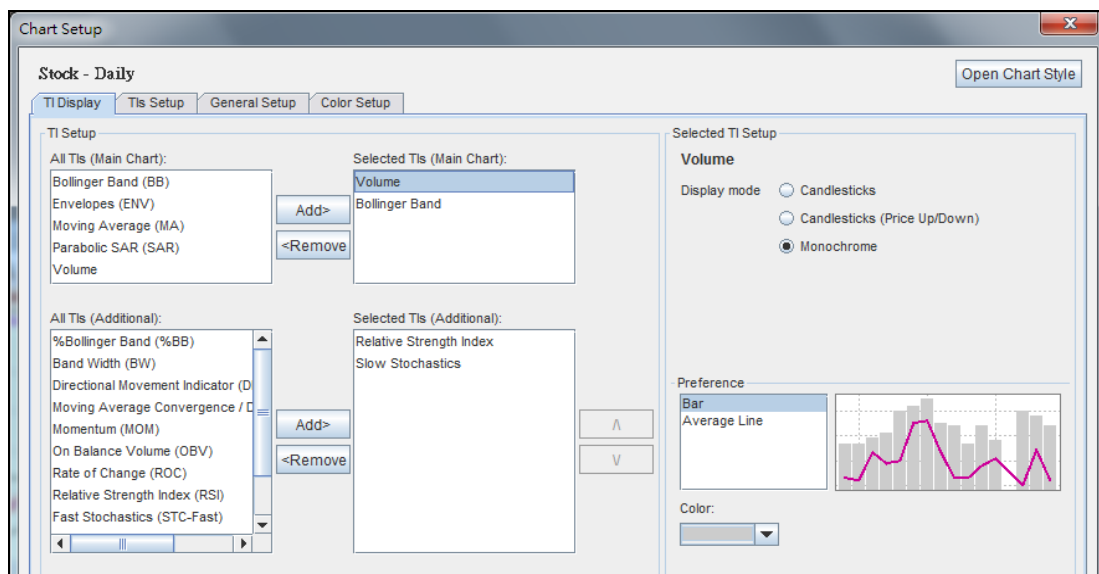 Chart Setup
x
Stock - Daily
Open Chart Style
TI Display TIs Setup General Setup Color Setup
TI Setup
All TIs (Main Chart):
Bollinger Band (BB)
Envelopes (ENV)
Moving Average (MA)
Parabolic SAR (SAR)
Volume
Add>
<Remove
Selected TIs (Main Chart):
Volume
Bollinger Band
All TIs (Additional):
%Bollinger Band (%BB)
Band Width (BW)
Directional Movement Indicator (D
Moving Average Convergence / D
Momentum (MOM)
On Balance Volume (OBV)
Rate of Change (ROC)
Relative Strength Index (RSI)
Fast Stochastics (STC-Fast)
Add>
<Remove
Selected TIs (Additional):
Relative Strength Index
Slow Stochastics
Selected TI Setup
Volume
Display mode Candlesticks
Candlesticks (Price Up/Down)
Monochrome
Preference
Bar
Average Line
Color: